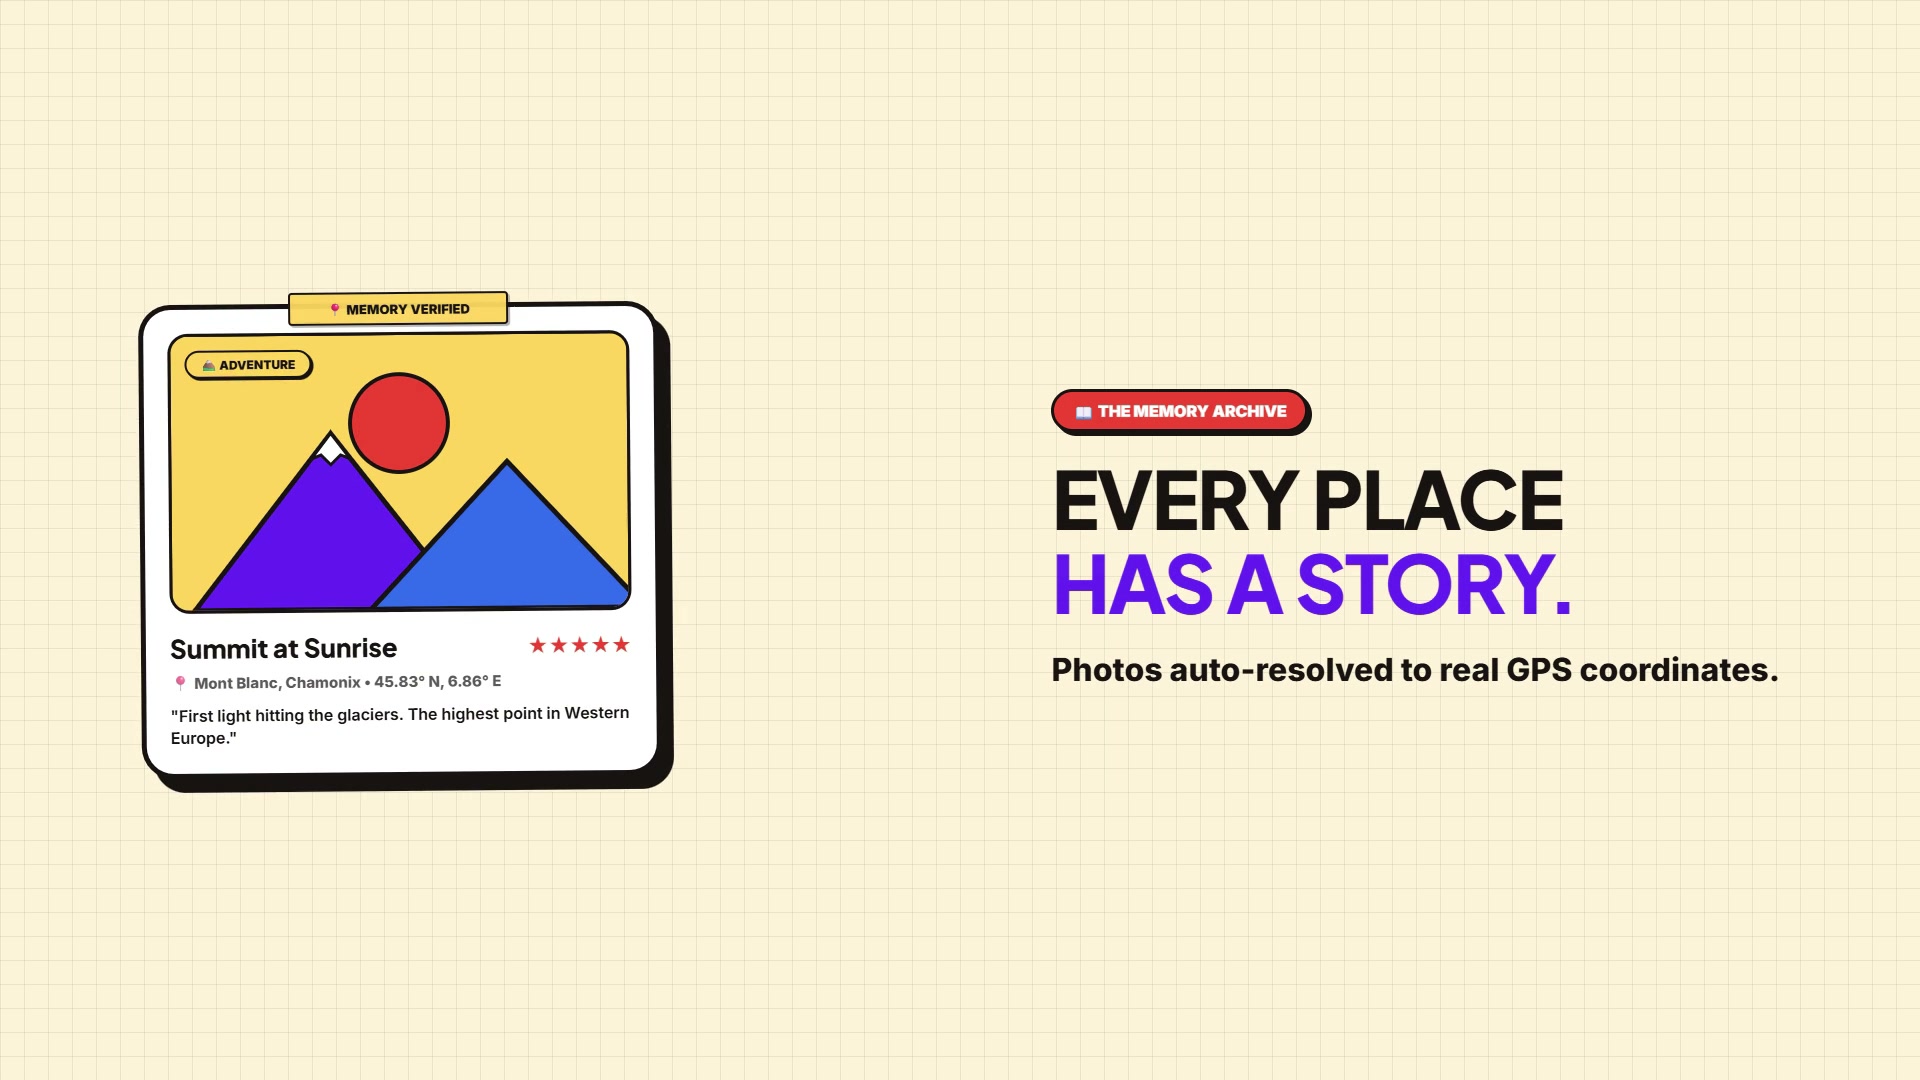 📍 MEMORY VERIFIED
⛰️ ADVENTURE
Summit at Sunrise ★★★★★
📍 Mont Blanc, Chamonix • 45.83° N, 6.86° E
"First light hitting the glaciers. The highest point in Western
Europe."
📖 THE MEMORY ARCHIVE
EVERY PLACE
HAS A STORY.
Photos auto-resolved to real GPS coordinates.